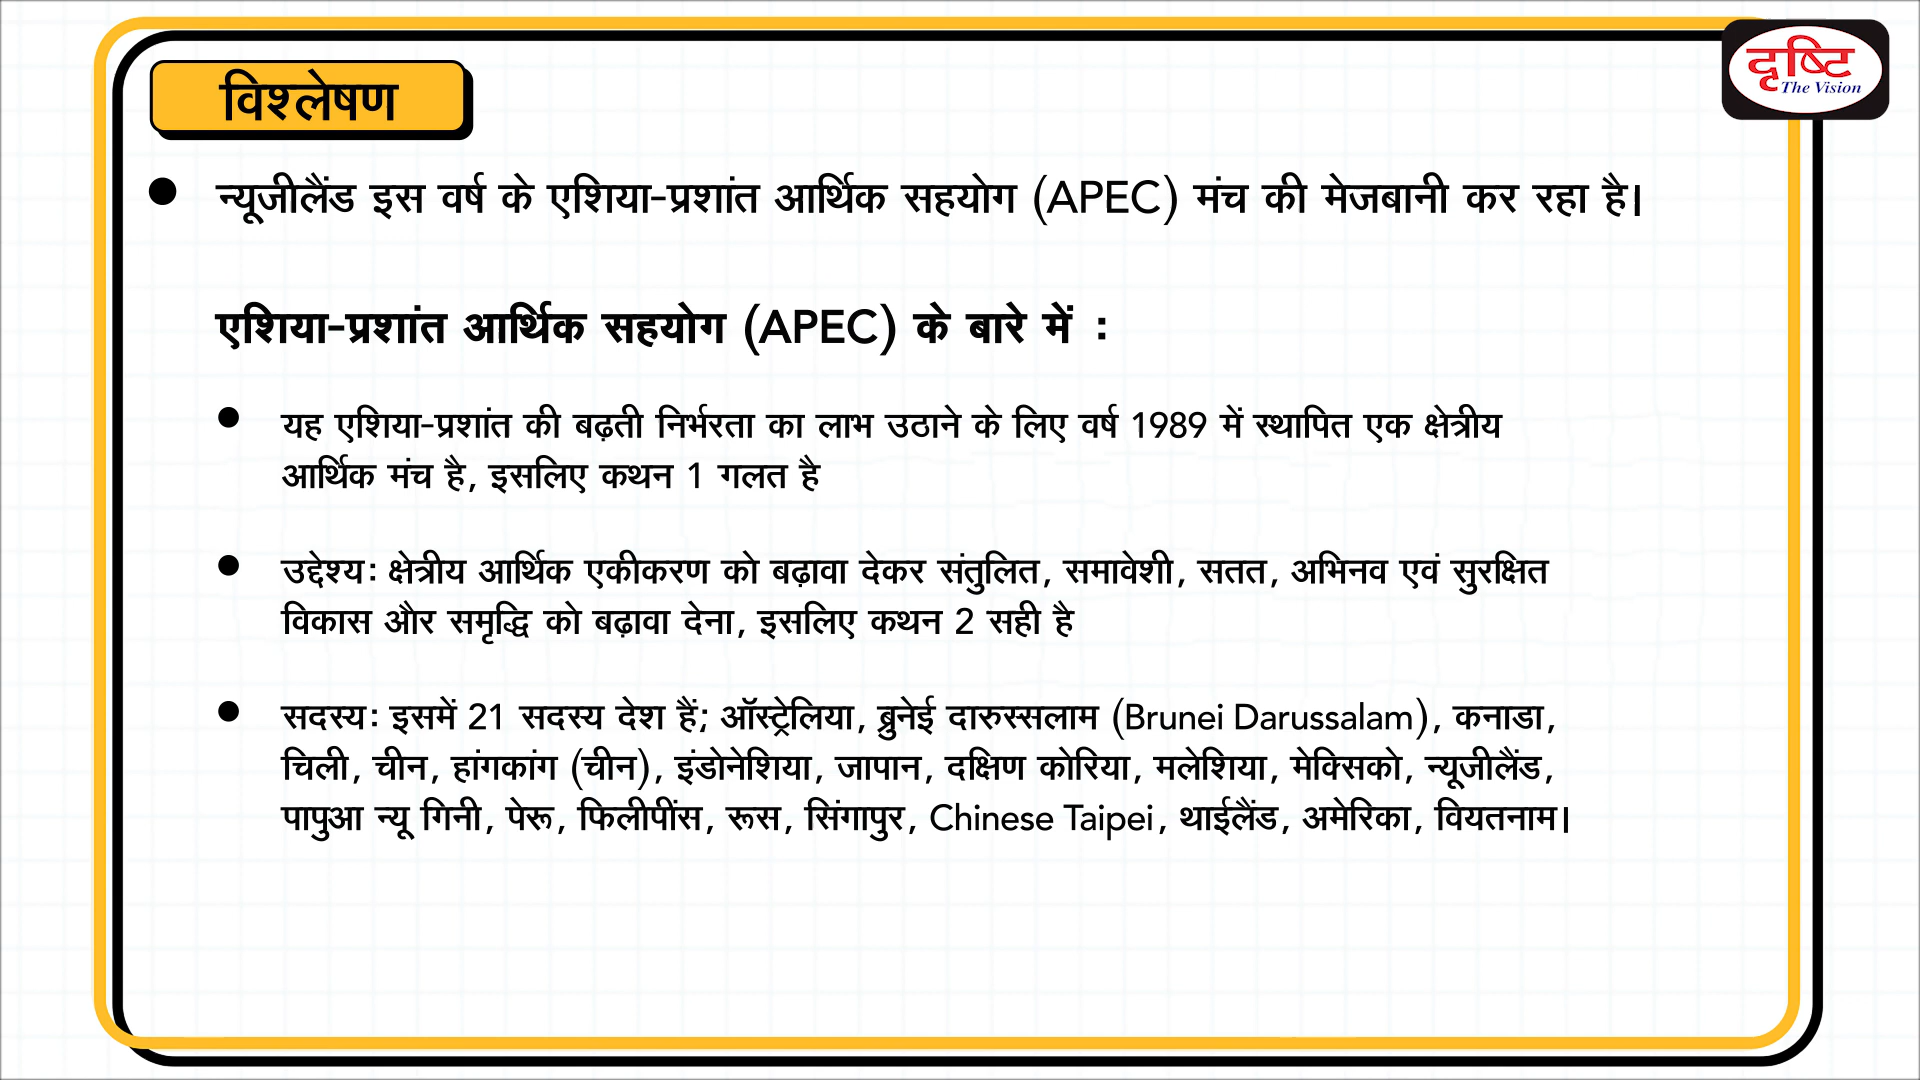 विश्लेषण
दृष्टि
The Vision
• न्यूजीलैंड इस वर्ष के एशिया-प्रशांत आर्थिक सहयोग (APEC) मंच की मेजबानी कर रहा है।
एशिया-प्रशांत आर्थिक सहयोग (APEC) के बारे में :
• यह एशिया-प्रशांत की बढ़ती निर्भरता का लाभ उठाने के लिए वर्ष 1989 में स्थापित एक क्षेत्रीय
आर्थिक मंच है, इसलिए कथन 1 गलत है
• उद्देश्य: क्षेत्रीय आर्थिक एकीकरण को बढ़ावा देकर संतुलित, समावेशी, सतत, अभिनव एवं सुरक्षित
विकास और समृद्धि को बढ़ावा देना, इसलिए कथन 2 सही है
• सदस्य: इसमें 21 सदस्य देश हैं; ऑस्ट्रेलिया, ब्रुनेई दारुस्सलाम (Brunei Darussalam), कनाडा,
चिली, चीन, हांगकांग (चीन), इंडोनेशिया, जापान, दक्षिण कोरिया, मलेशिया, मेक्सिको, न्यूजीलैंड,
पापुआ न्यू गिनी, पेरू, फिलीपींस, रूस, सिंगापुर, Chinese Taipei, थाईलैंड, अमेरिका, वियतनाम।